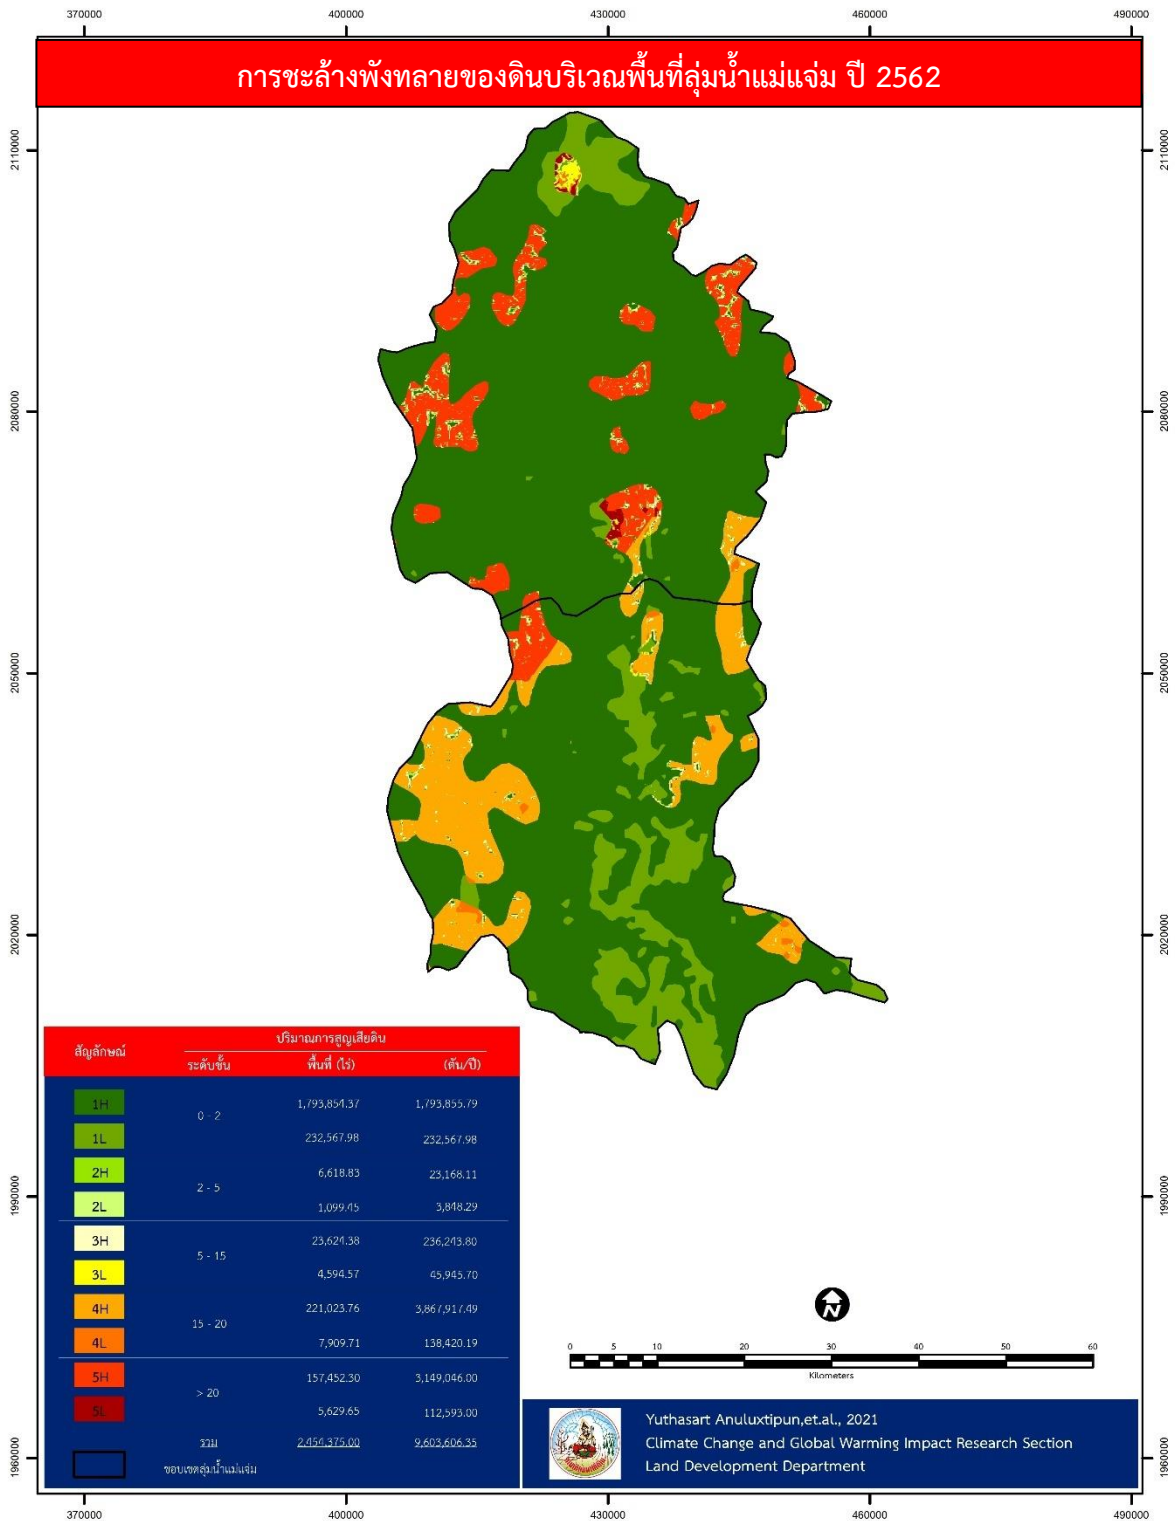 370000 400000 430000 460000 490000
การชะล้างพังทลายของดินบริเวณพื้นที่ลุ่มน้ำแม่แจ่ม ปี 2562
2110000 2110000
2080000 2080000
2050000 2050000
2020000 2020000
1990000 1990000
1960000 1960000
สัญลักษณ์ ปริมาณการสูญเสียดิน
ระดับชั้น พื้นที่ (ไร่) (ตัน/ปี)
1H 0 - 2 1,793,854.37 1,793,855.79
1L 232,567.98 232,567.98
2H 2 - 5 6,618.83 23,168.11
2L 1,099.45 3,848.29
3H 5 - 15 23,624.38 236,243.80
3L 4,594.57 45,945.70
4H 15 - 20 221,023.76 3,867,917.49
4L 7,909.71 138,420.19
5H > 20 157,452.30 3,149,046.00
5L 5,629.65 112,593.00
รวม 2,454,375.00 9,603,606.35
ขอบเขตลุ่มน้ำแม่แจ่ม
N
0 5 10 20 30 40 50 60
Kilometers
Yuthasart Anuluxtipun,et.al., 2021
Climate Change and Global Warming Impact Research Section
Land Development Department
370000 400000 430000 460000 490000